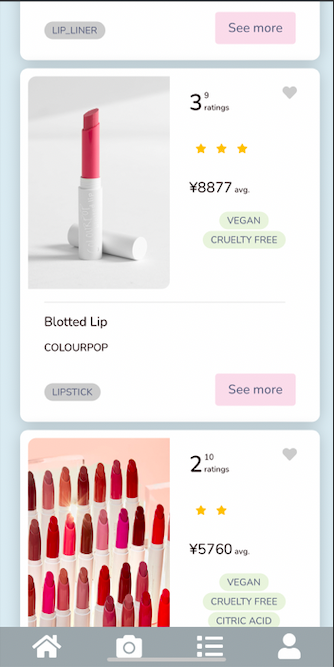 LIP_LINER
See more
3
9
ratings
¥8877 avg.
VEGAN
CRUELTY FREE
Blotted Lip
COLOURPOP
LIPSTICK
See more
2
10
ratings
¥5760 avg.
VEGAN
CRUELTY FREE
CITRIC ACID